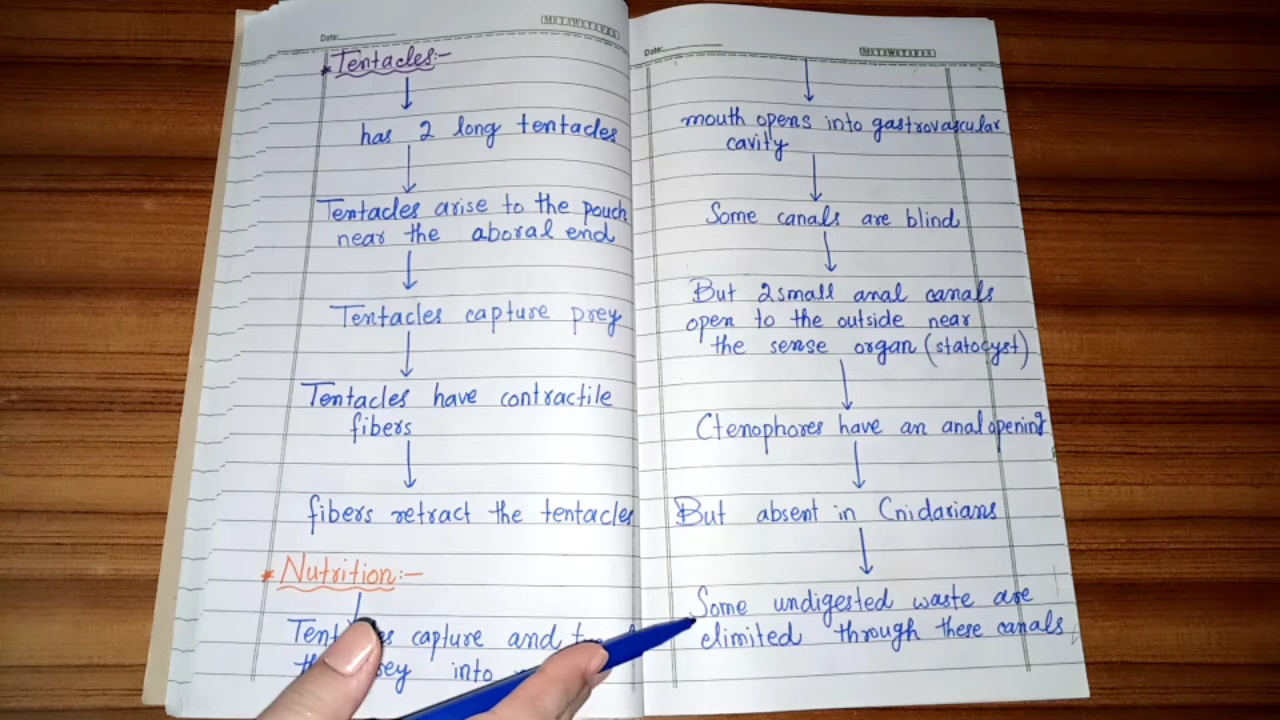 Date:
M T W T F S
* Tentacles:-
has 2 long tentacles
Tentacles arise to the pouch
near the aboral end
Tentacles capture prey
Tentacles have contractile
fibers
fibers retract the tentacles
* Nutrition:-
capture and
into
Date:
M T W T F S
mouth opens into gastrovascular
cavity
Some canals are blind
But 2 small anal canals
open to the outside near
the sense organ (statocyst)
Ctenophores have an anal opening
But absent in Cnidarians
Some undigested waste are
elimited through these canals